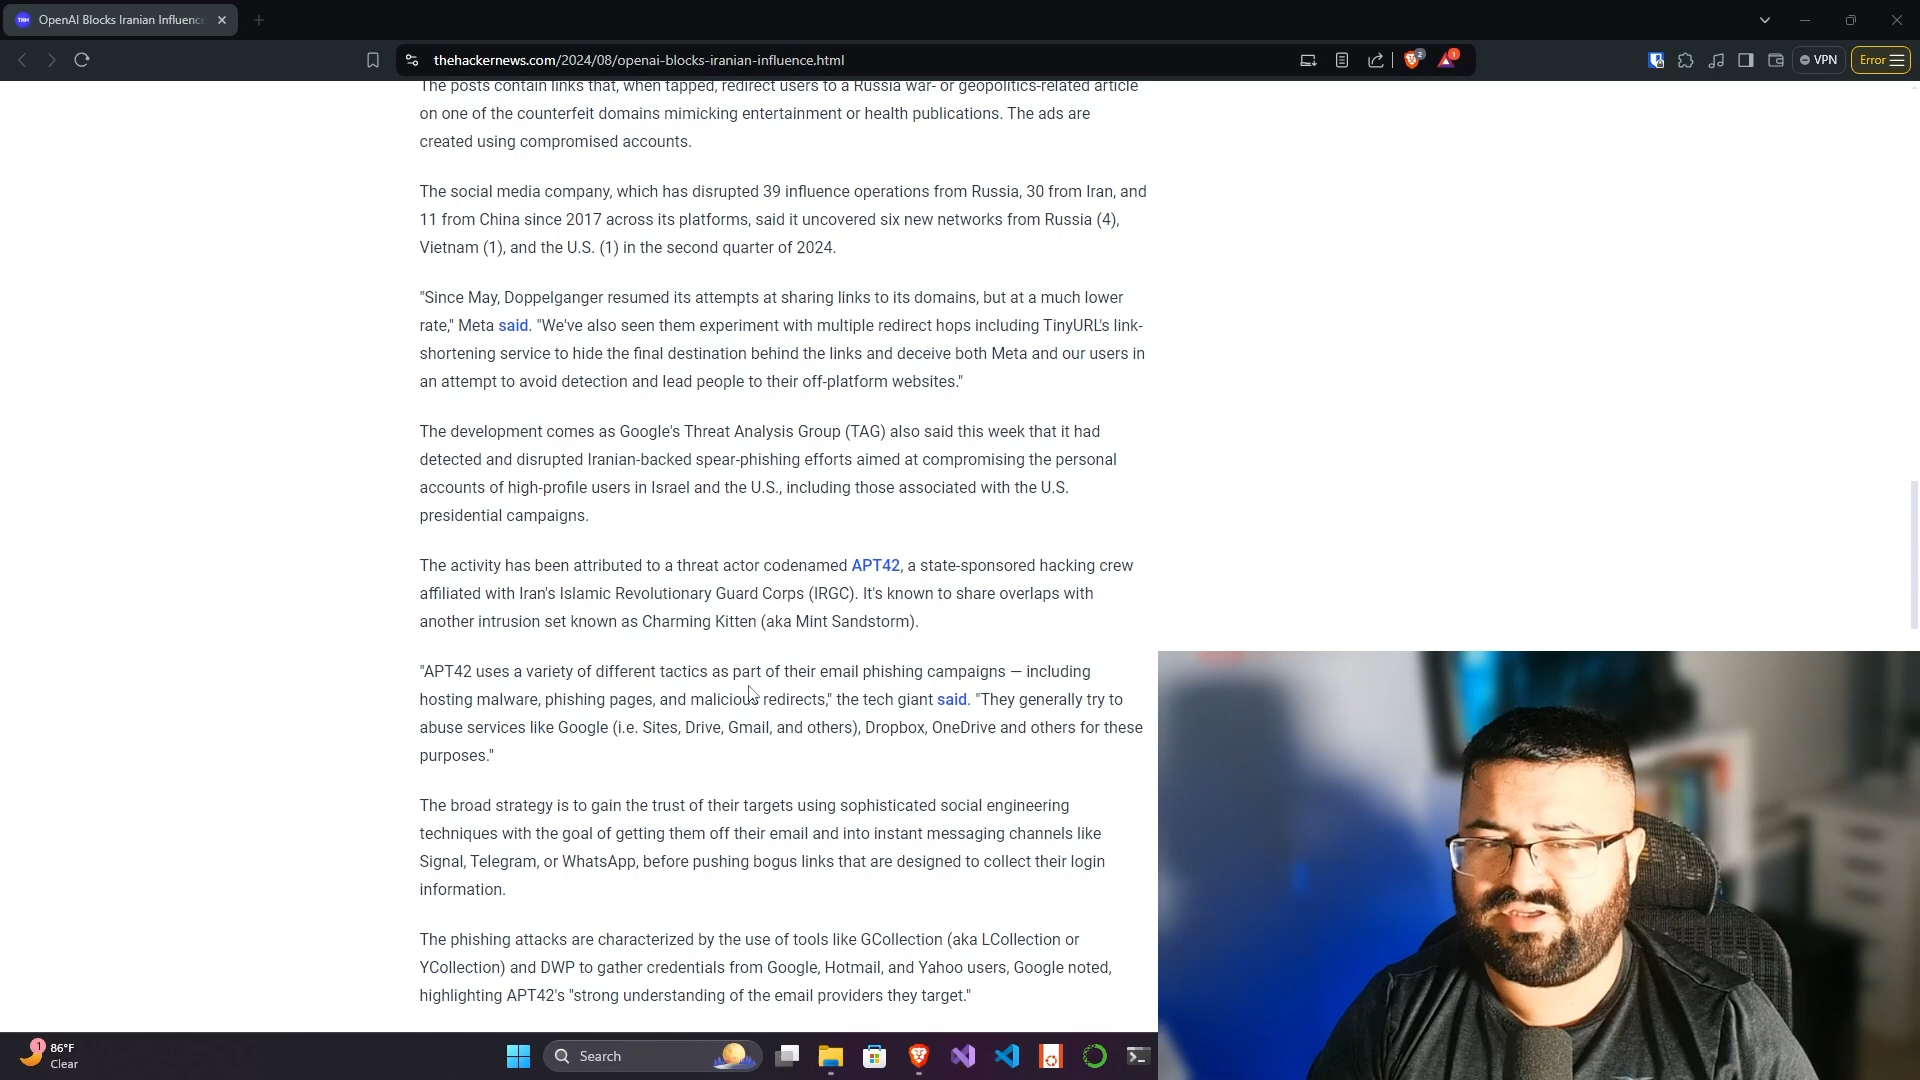 OpenAI Blocks Iranian Influence
thehackernews.com/2024/08/openai-blocks-iranian-influence.html
2
1
VPN
Error
The posts contain links that, when tapped, redirect users to a Russia war- or geopolitics-related article
on one of the counterfeit domains mimicking entertainment or health publications. The ads are
created using compromised accounts.
The social media company, which has disrupted 39 influence operations from Russia, 30 from Iran, and
11 from China since 2017 across its platforms, said it uncovered six new networks from Russia (4),
Vietnam (1), and the U.S. (1) in the second quarter of 2024.
"Since May, Doppelganger resumed its attempts at sharing links to its domains, but at a much lower
rate," Meta said. "We've also seen them experiment with multiple redirect hops including TinyURL's link-
shortening service to hide the final destination behind the links and deceive both Meta and our users in
an attempt to avoid detection and lead people to their off-platform websites."
The development comes as Google's Threat Analysis Group (TAG) also said this week that it had
detected and disrupted Iranian-backed spear-phishing efforts aimed at compromising the personal
accounts of high-profile users in Israel and the U.S., including those associated with the U.S.
presidential campaigns.
The activity has been attributed to a threat actor codenamed APT42, a state-sponsored hacking crew
affiliated with Iran's Islamic Revolutionary Guard Corps (IRGC). It's known to share overlaps with
another intrusion set known as Charming Kitten (aka Mint Sandstorm).
"APT42 uses a variety of different tactics as part of their email phishing campaigns — including
hosting malware, phishing pages, and malicious redirects," the tech giant said. "They generally try to
abuse services like Google (i.e. Sites, Drive, Gmail, and others), Dropbox, OneDrive and others for these
purposes."
The broad strategy is to gain the trust of their targets using sophisticated social engineering
techniques with the goal of getting them off their email and into instant messaging channels like
Signal, Telegram, or WhatsApp, before pushing bogus links that are designed to collect their login
information.
The phishing attacks are characterized by the use of tools like GCollection (aka LCollection or
YCollection) and DWP to gather credentials from Google, Hotmail, and Yahoo users, Google noted,
highlighting APT42's "strong understanding of the email providers they target."
1
86°F
Clear
Search